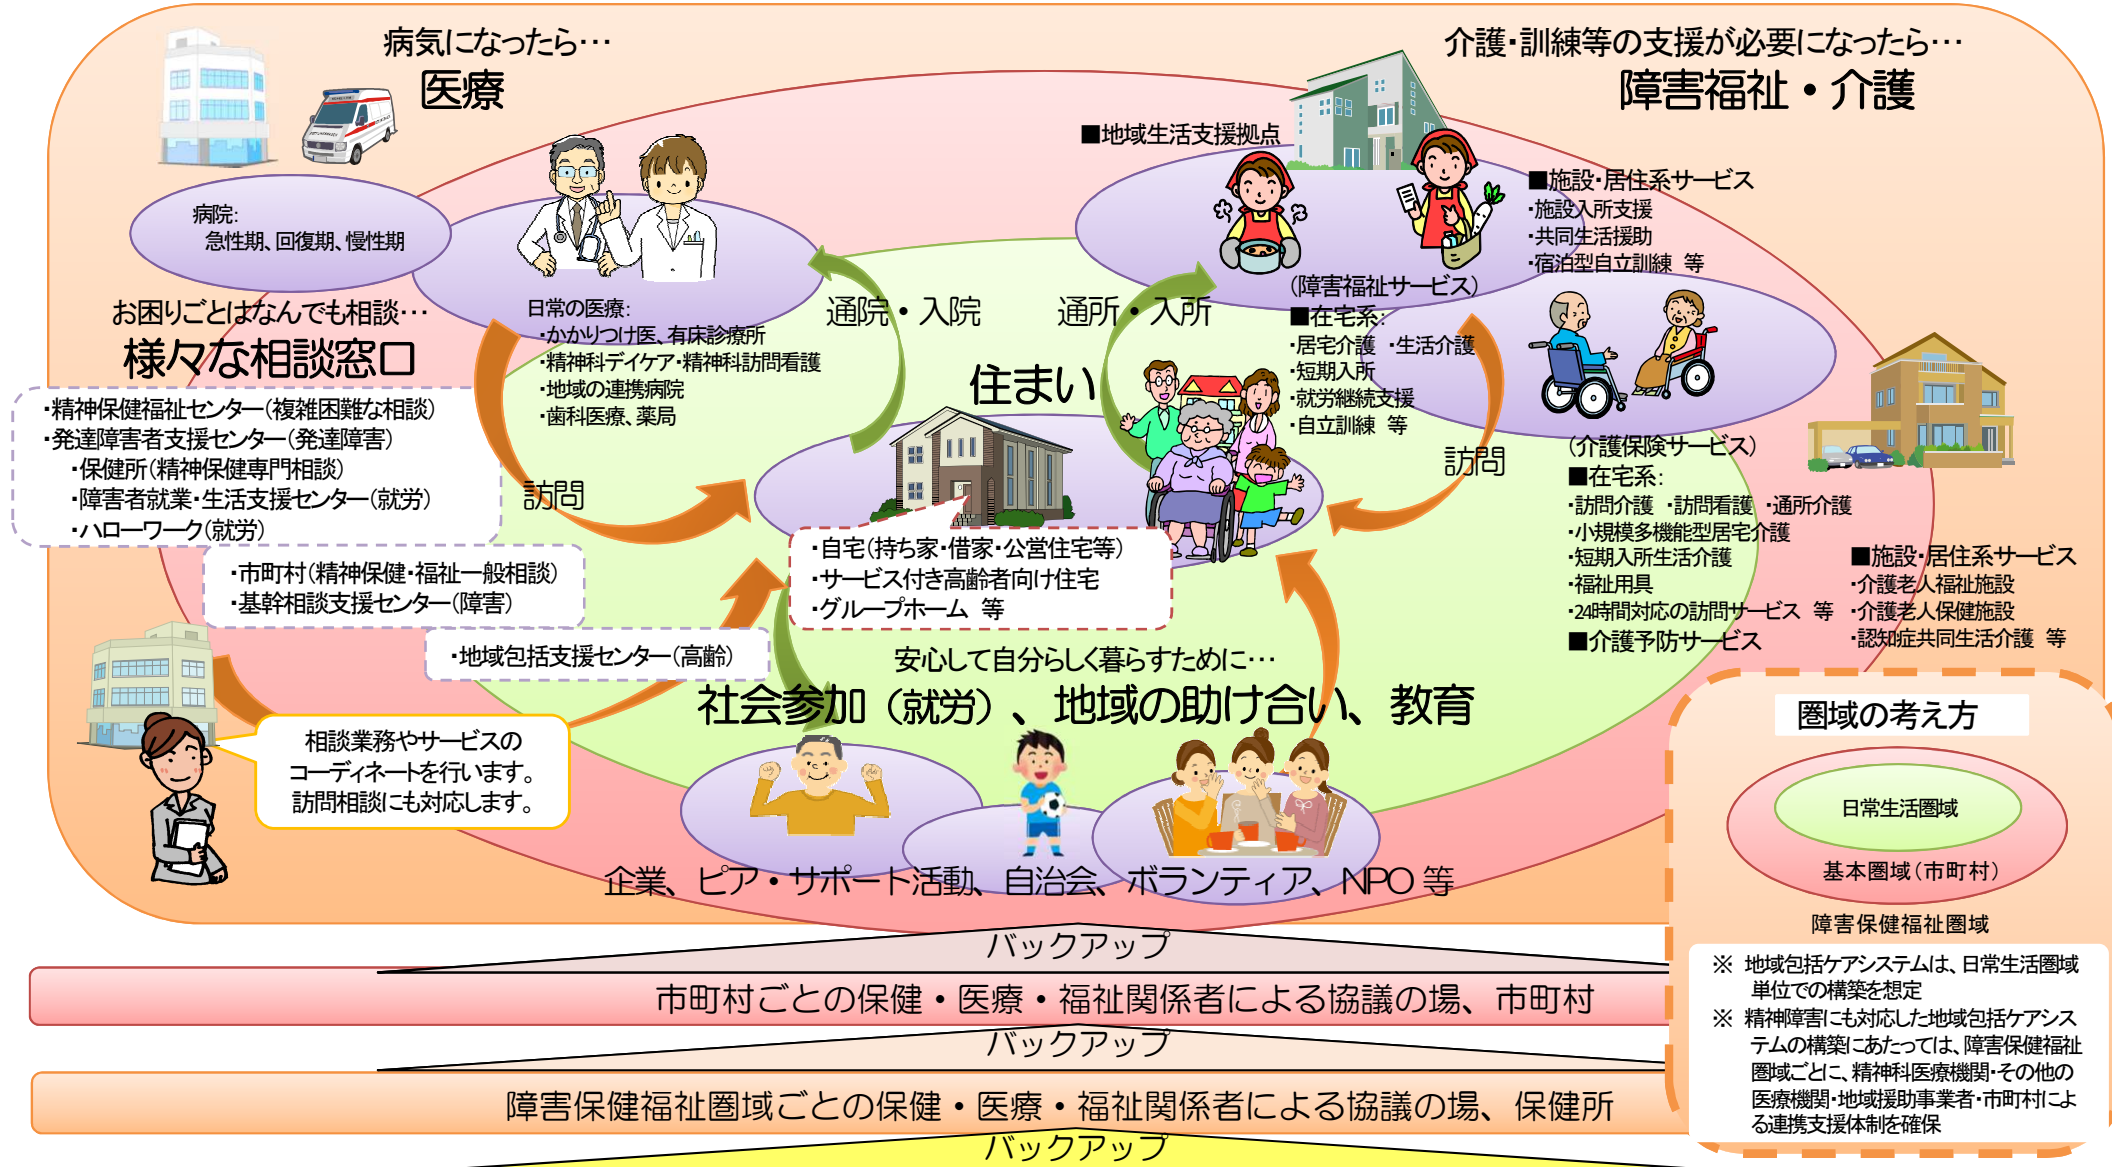 病気になったら…
医療
病院:
急性期、回復期、慢性期
日常の医療:
・かかりつけ医、有床診療所
・精神科デイケア・精神科訪問看護
・地域の連携病院
・歯科医療、薬局
通院・入院
介護・訓練等の支援が必要になったら…
障害福祉・介護
■地域生活支援拠点
■施設・居住系サービス
・施設入所支援
・共同生活援助
・宿泊型自立訓練 等
通所・入所
(障害福祉サービス)
■在宅系:
・居宅介護 ・生活介護
・短期入所
・就労継続支援
・自立訓練 等
訪問
(介護保険サービス)
■在宅系:
・訪問介護 ・訪問看護 ・通所介護
・小規模多機能型居宅介護
・短期入所生活介護
・福祉用具
・24時間対応の訪問サービス 等
■介護予防サービス
■施設・居住系サービス
・介護老人福祉施設
・介護老人保健施設
・認知症共同生活介護 等
お困りごとはなんでも相談…
様々な相談窓口
・精神保健福祉センター(複雑困難な相談)
・発達障害者支援センター(発達障害)
・保健所(精神保健専門相談)
・障害者就業・生活支援センター(就労)
・ハローワーク(就労)
・市町村(精神保健・福祉一般相談)
・基幹相談支援センター(障害)
・地域包括支援センター(高齢)
訪問
相談業務やサービスの
コーディネートを行います。
訪問相談にも対応します。
住まい
・自宅(持ち家・借家・公営住宅等)
・サービス付き高齢者向け住宅
・グループホーム 等
安心して自分らしく暮らすために…
社会参加(就労)、地域の助け合い、教育
企業、ピア・サポート活動、自治会、ボランティア、NPO 等
バックアップ
市町村ごとの保健・医療・福祉関係者による協議の場、市町村
バックアップ
障害保健福祉圏域ごとの保健・医療・福祉関係者による協議の場、保健所
バックアップ
圏域の考え方
日常生活圏域
基本圏域(市町村)
障害保健福祉圏域
※ 地域包括ケアシステムは、日常生活圏域
単位での構築を想定
※ 精神障害にも対応した地域包括ケアシス
テムの構築にあたっては、障害保健福祉
圏域ごとに、精神科医療機関・その他の
医療機関・地域援助事業者・市町村によ
る連携支援体制を確保